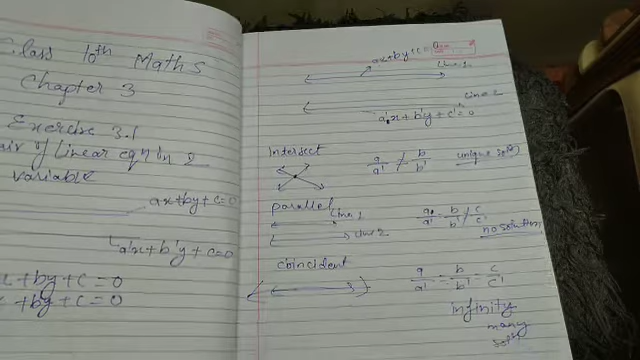 Class 10th Maths
Chapter 3
Exercise 3.1
air of Linear eqn in 2
variable
ax+by+c=0
a'x+b'y+c=0
x+by+c=0
x+by+c=0
ax+by+c=0
Line 1
Line 2
a'x+b'y+c'=0
Intersect
a/a' ≠ b/b' unique soln
parallel
Line 1
Line 2
a/a' = b/b' ≠ c/c'
no solution
coincident
a/a' = b/b' = c/c'
infinity
many
soln